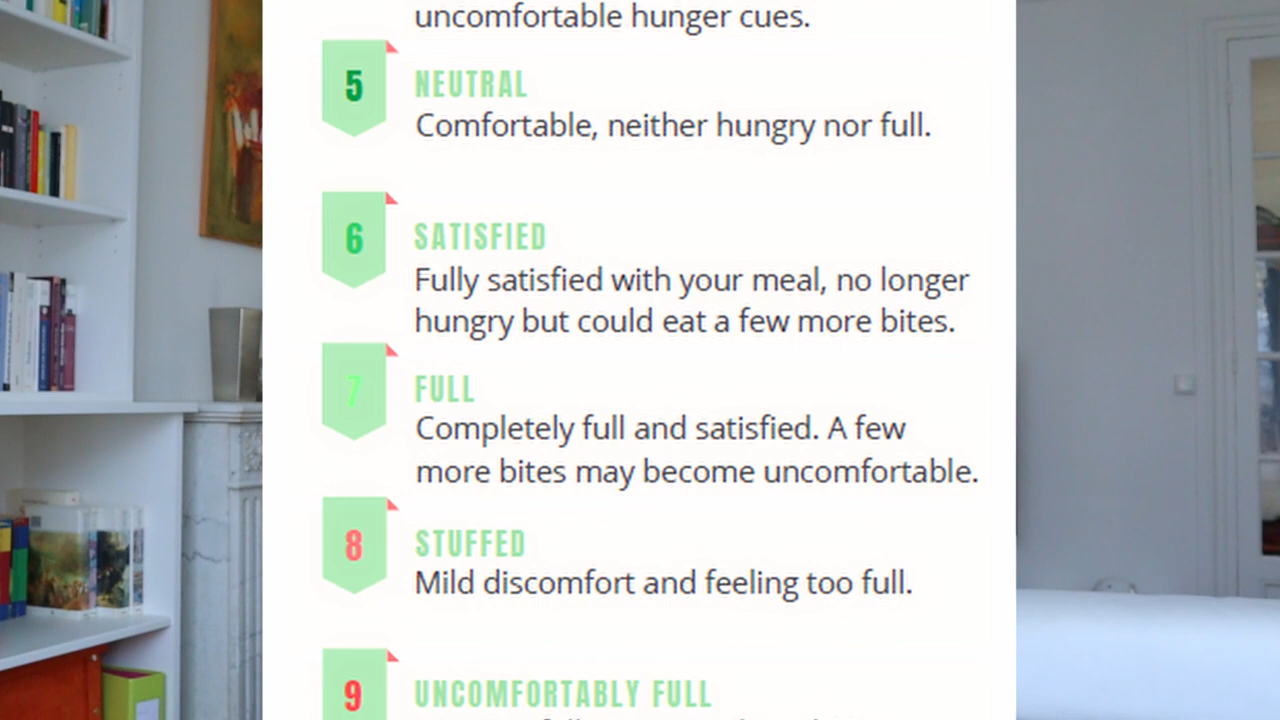 uncomfortable hunger cues.
5
NEUTRAL
Comfortable, neither hungry nor full.
6
SATISFIED
Fully satisfied with your meal, no longer
hungry but could eat a few more bites.
7
FULL
Completely full and satisfied. A few
more bites may become uncomfortable.
8
STUFFED
Mild discomfort and feeling too full.
9
UNCOMFORTABLY FULL